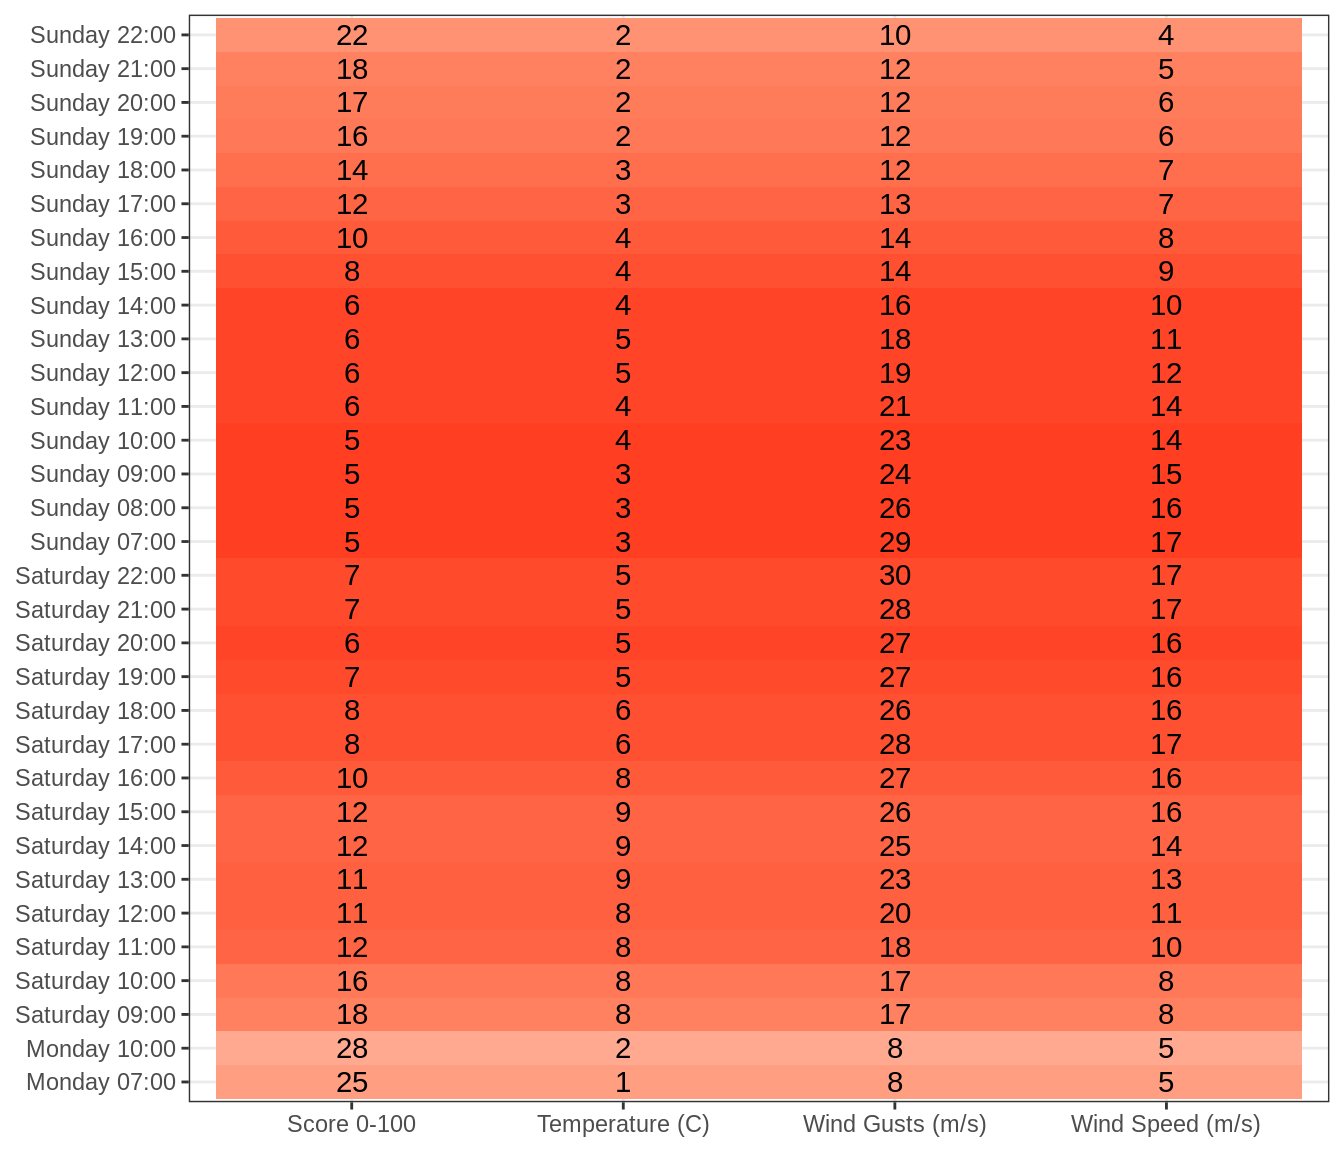 Sunday 22:00 22 2 10 4
Sunday 21:00 18 2 12 5
Sunday 20:00 17 2 12 6
Sunday 19:00 16 2 12 6
Sunday 18:00 14 3 12 7
Sunday 17:00 12 3 13 7
Sunday 16:00 10 4 14 8
Sunday 15:00 8 4 14 9
Sunday 14:00 6 4 16 10
Sunday 13:00 6 5 18 11
Sunday 12:00 6 5 19 12
Sunday 11:00 6 4 21 14
Sunday 10:00 5 4 23 14
Sunday 09:00 5 3 24 15
Sunday 08:00 5 3 26 16
Sunday 07:00 5 3 29 17
Saturday 22:00 7 5 30 17
Saturday 21:00 7 5 28 17
Saturday 20:00 6 5 27 16
Saturday 19:00 7 5 27 16
Saturday 18:00 8 6 26 16
Saturday 17:00 8 6 28 17
Saturday 16:00 10 8 27 16
Saturday 15:00 12 9 26 16
Saturday 14:00 12 9 25 14
Saturday 13:00 11 9 23 13
Saturday 12:00 11 8 20 11
Saturday 11:00 12 8 18 10
Saturday 10:00 16 8 17 8
Saturday 09:00 18 8 17 8
Monday 10:00 28 2 8 5
Monday 07:00 25 1 8 5
Score 0-100 Temperature (C) Wind Gusts (m/s) Wind Speed (m/s)